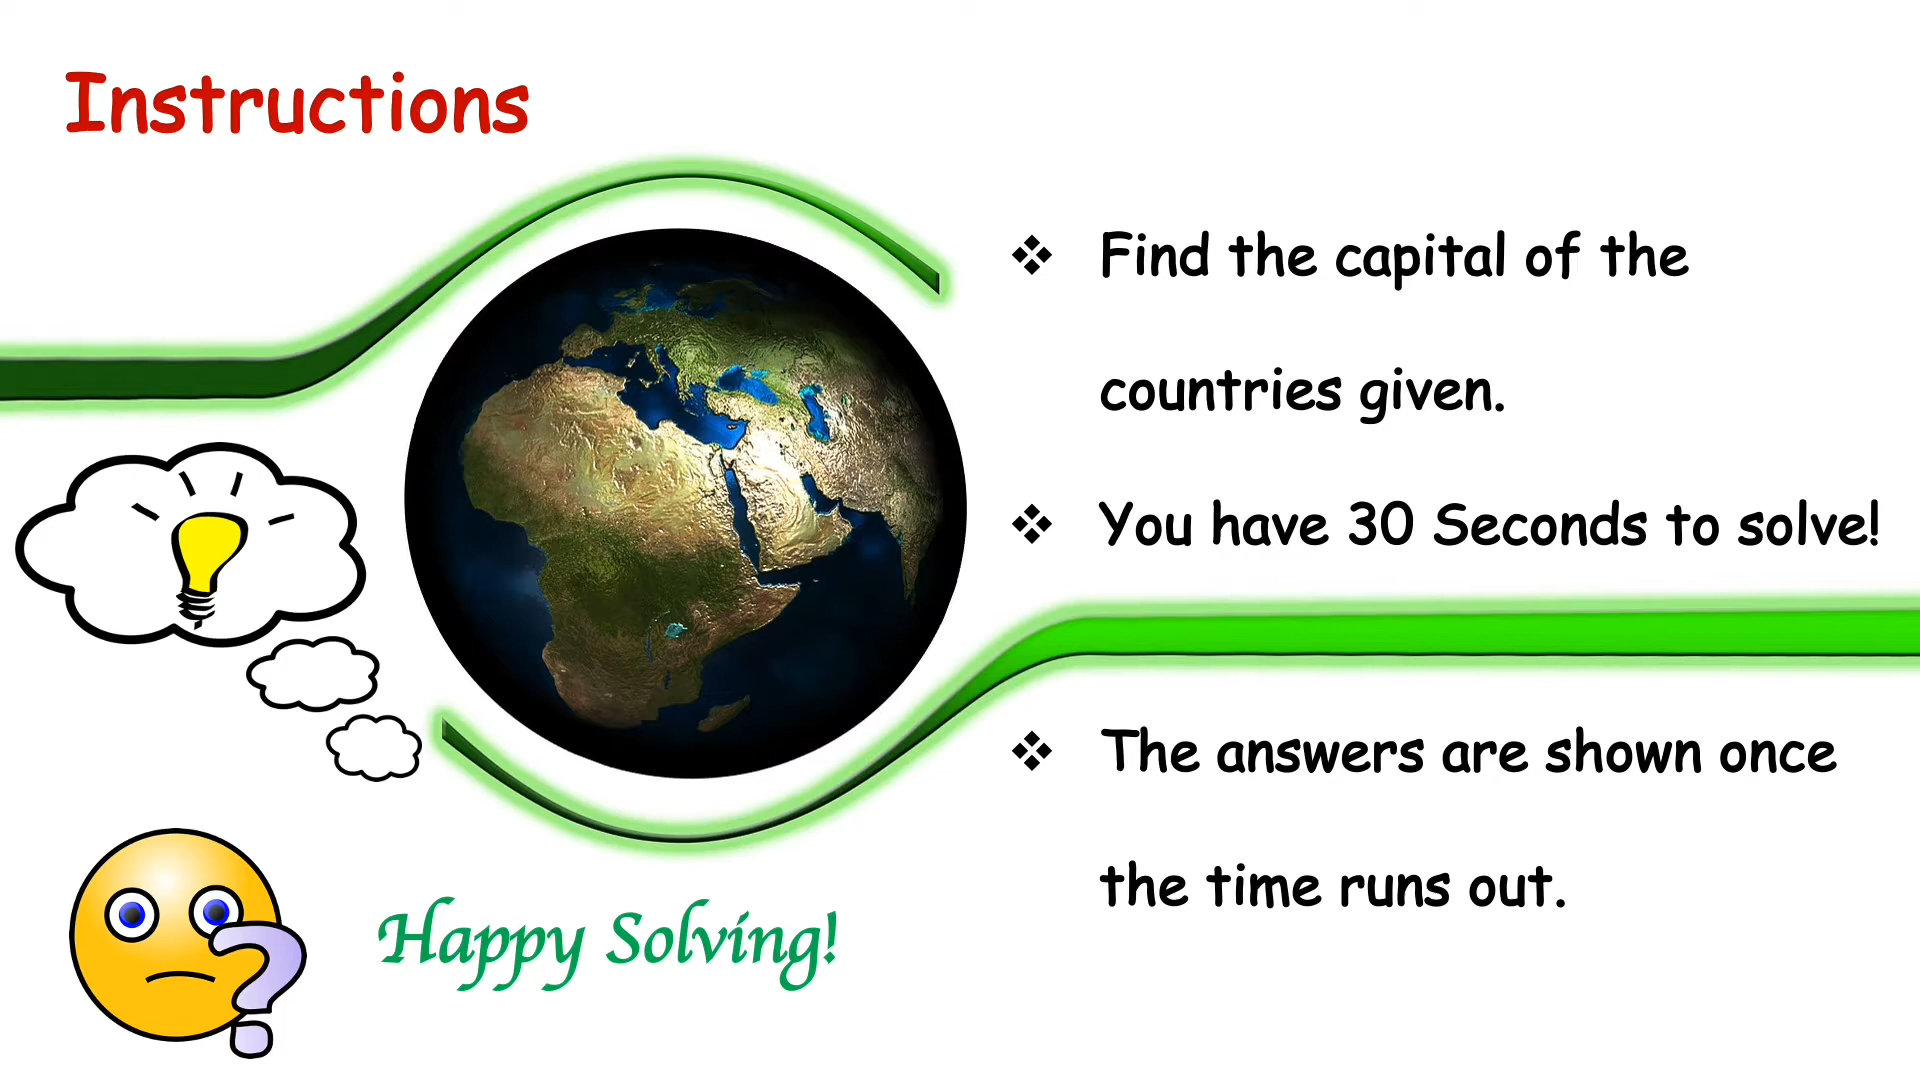 Instructions
Find the capital of the
countries given.
You have 30 Seconds to solve!
The answers are shown once
the time runs out.
Happy Solving!